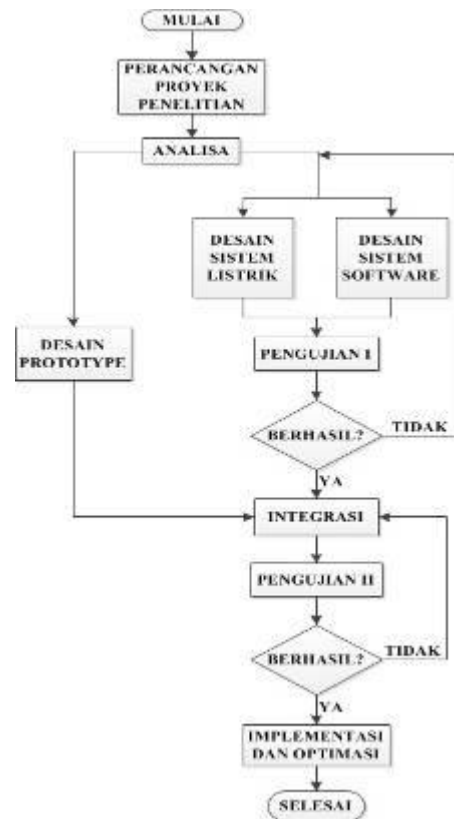 MULAI
PERANCANGAN
PROYEK
PENELITIAN
ANALISA
DESAIN
SISTEM
LISTRIK
DESAIN
SISTEM
SOFTWARE
DESAIN
PROTOTYPE
PENGUJIAN I
BERHASIL?
TIDAK
YA
INTEGRASI
PENGUJIAN II
BERHASIL?
TIDAK
YA
IMPLEMENTASI
DAN OPTIMASI
SELESAI